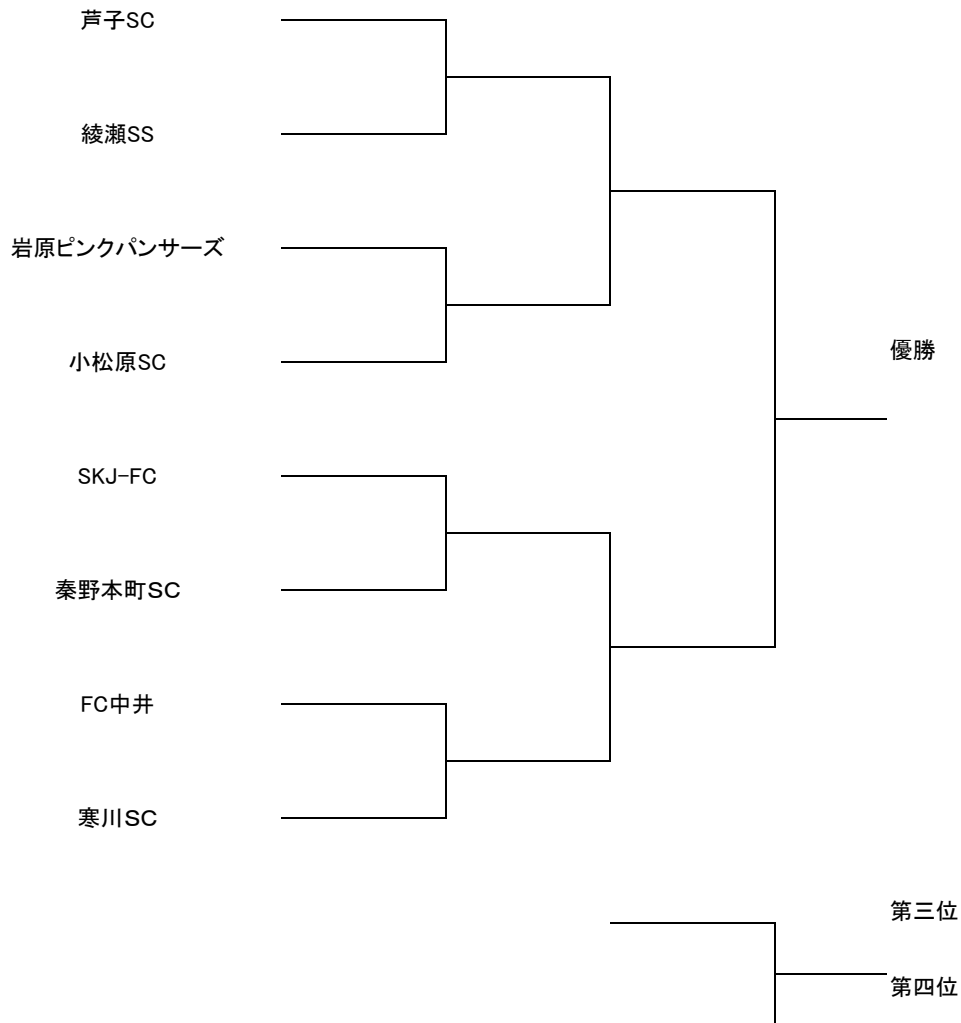 芦子SC
綾瀬SS
岩原ピンクパンサーズ
小松原SC
優勝
SKJ-FC
秦野本町SC
FC中井
寒川SC
第三位
第四位